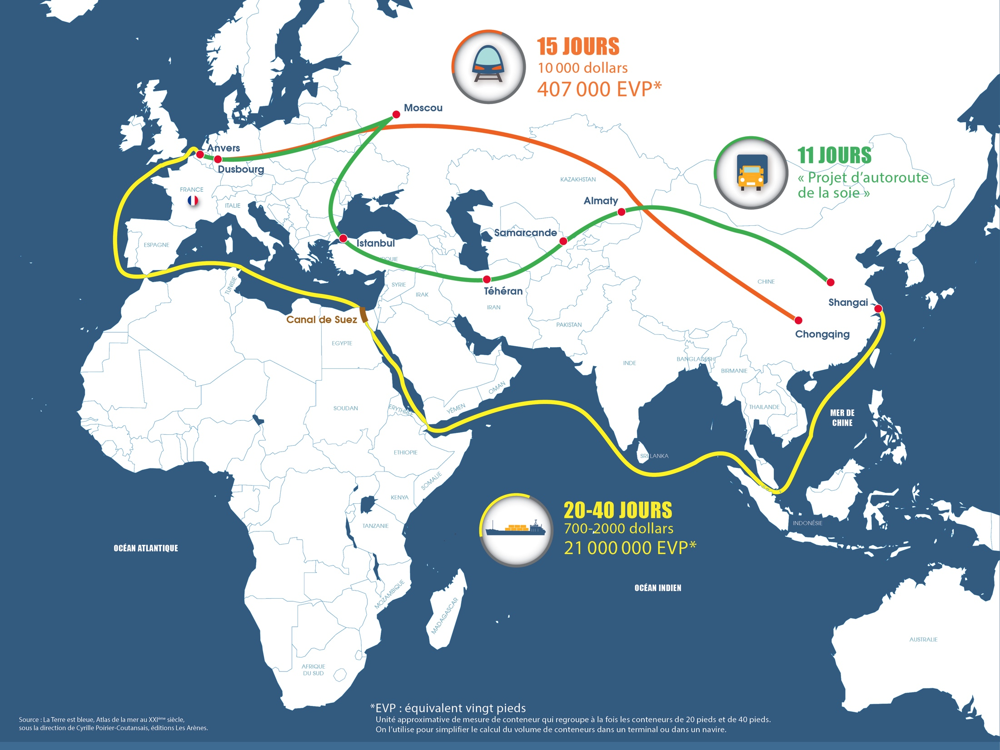 15 JOURS
10 000 dollars
407 000 EVP*
Moscou
11 JOURS
« Projet d’autoroute
de la soie »
Anvers
Dusbourg
FRANCE
ITALIE
ESPAGNE
KAZAKHSTAN
Almaty
Samarcande
Istanbul
Téhéran
TUNISIE
SYRIE
IRAK
IRAN
CHINE
Shangai
Chongqing
Canal de Suez
EGYPTE
PAKISTAN
INDE
BANGLADESH
BIRMANIE
THAILANDE
OMAN
YÉMEN
SOUDAN
ERYTHRÉE
MER DE
CHINE
ETHIOPIE
SRI LANKA
SOMALIE
KENYA
TANZANIE
20-40 JOURS
700-2000 dollars
21 000 000 EVP*
INDONÉSIE
OCÉAN ATLANTIQUE
OCÉAN INDIEN
MOZAMBIQUE
MADAGASCAR
AUSTRALIE
AFRIQUE
DU SUD
*EVP : équivalent vingt pieds
Unité approximative de mesure de conteneur qui regroupe à la fois les conteneurs de 20 pieds et de 40 pieds.
On l’utilise pour simplifier le calcul du volume de conteneurs dans un terminal ou dans un navire.
Source : La Terre est bleue, Atlas de la mer au XXIème siècle,
sous la direction de Cyrille Poirier-Coutansais, éditions Les Arènes.